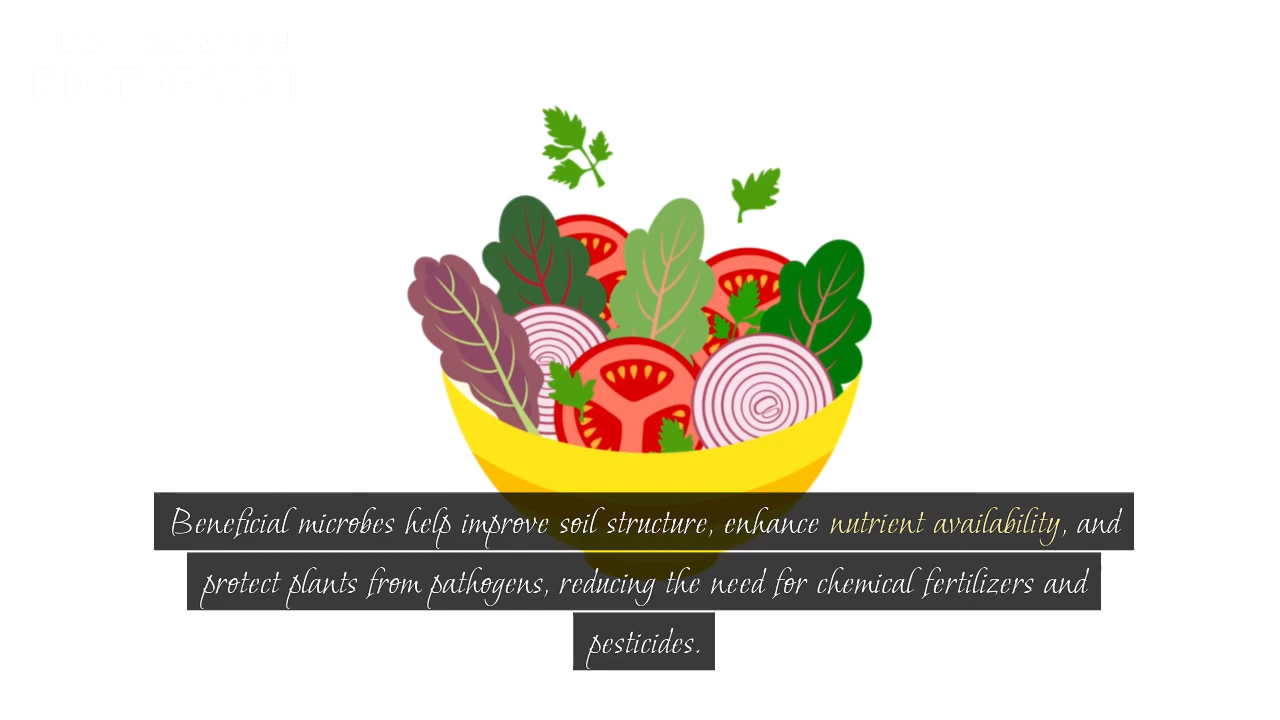 Beneficial microbes help improve soil structure, enhance nutrient availability, and
protect plants from pathogens, reducing the need for chemical fertilizers and
pesticides.